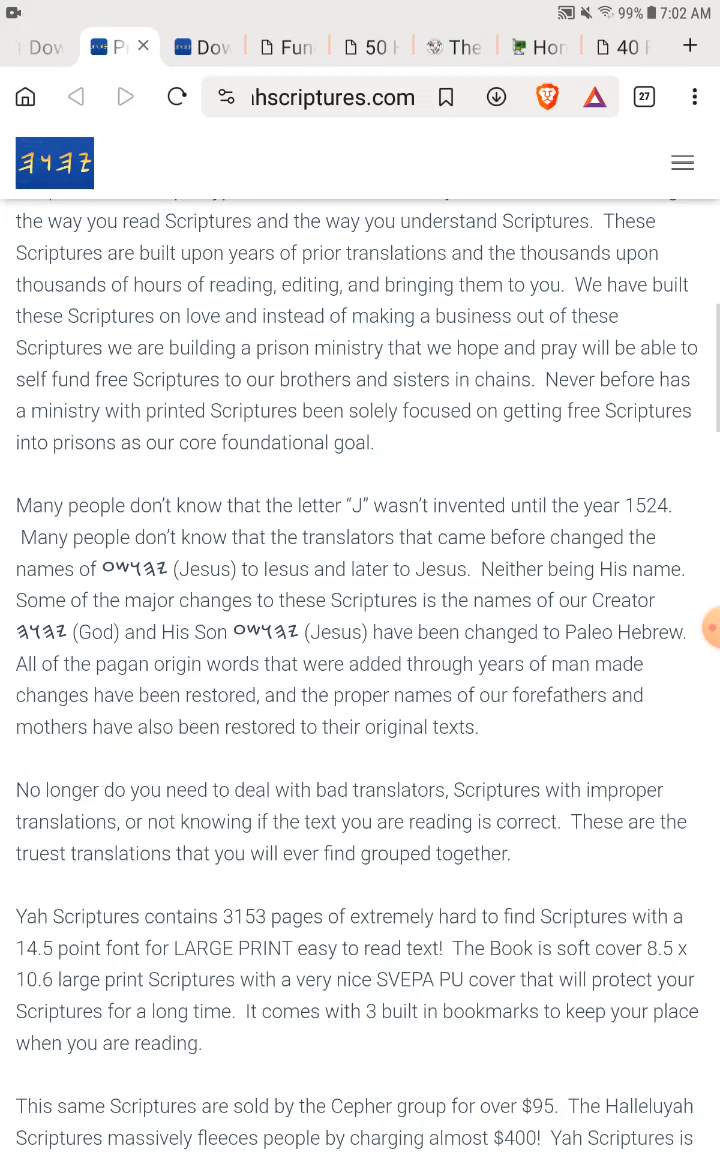 99% 7:02 AM
Dow P Dow Fun 50 The Hor 40
hscriptures.com 27
𐤉𐤄𐤅𐤄
the way you read Scriptures and the way you understand Scriptures. These
Scriptures are built upon years of prior translations and the thousands upon
thousands of hours of reading, editing, and bringing them to you. We have built
these Scriptures on love and instead of making a business out of these
Scriptures we are building a prison ministry that we hope and pray will be able to
self fund free Scriptures to our brothers and sisters in chains. Never before has
a ministry with printed Scriptures been solely focused on getting free Scriptures
into prisons as our core foundational goal.
Many people don’t know that the letter “J” wasn’t invented until the year 1524.
Many people don’t know that the translators that came before changed the
names of 𐤉𐤄𐤅𐤔𐤏 (Jesus) to Iesus and later to Jesus. Neither being His name.
Some of the major changes to these Scriptures is the names of our Creator
𐤉𐤄𐤅𐤄 (God) and His Son 𐤉𐤄𐤅𐤔𐤏 (Jesus) have been changed to Paleo Hebrew.
All of the pagan origin words that were added through years of man made
changes have been restored, and the proper names of our forefathers and
mothers have also been restored to their original texts.
No longer do you need to deal with bad translators, Scriptures with improper
translations, or not knowing if the text you are reading is correct. These are the
truest translations that you will ever find grouped together.
Yah Scriptures contains 3153 pages of extremely hard to find Scriptures with a
14.5 point font for LARGE PRINT easy to read text! The Book is soft cover 8.5 x
10.6 large print Scriptures with a very nice SVEPA PU cover that will protect your
Scriptures for a long time. It comes with 3 built in bookmarks to keep your place
when you are reading.
This same Scriptures are sold by the Cepher group for over $95. The Halleluyah
Scriptures massively fleeces people by charging almost $400! Yah Scriptures is